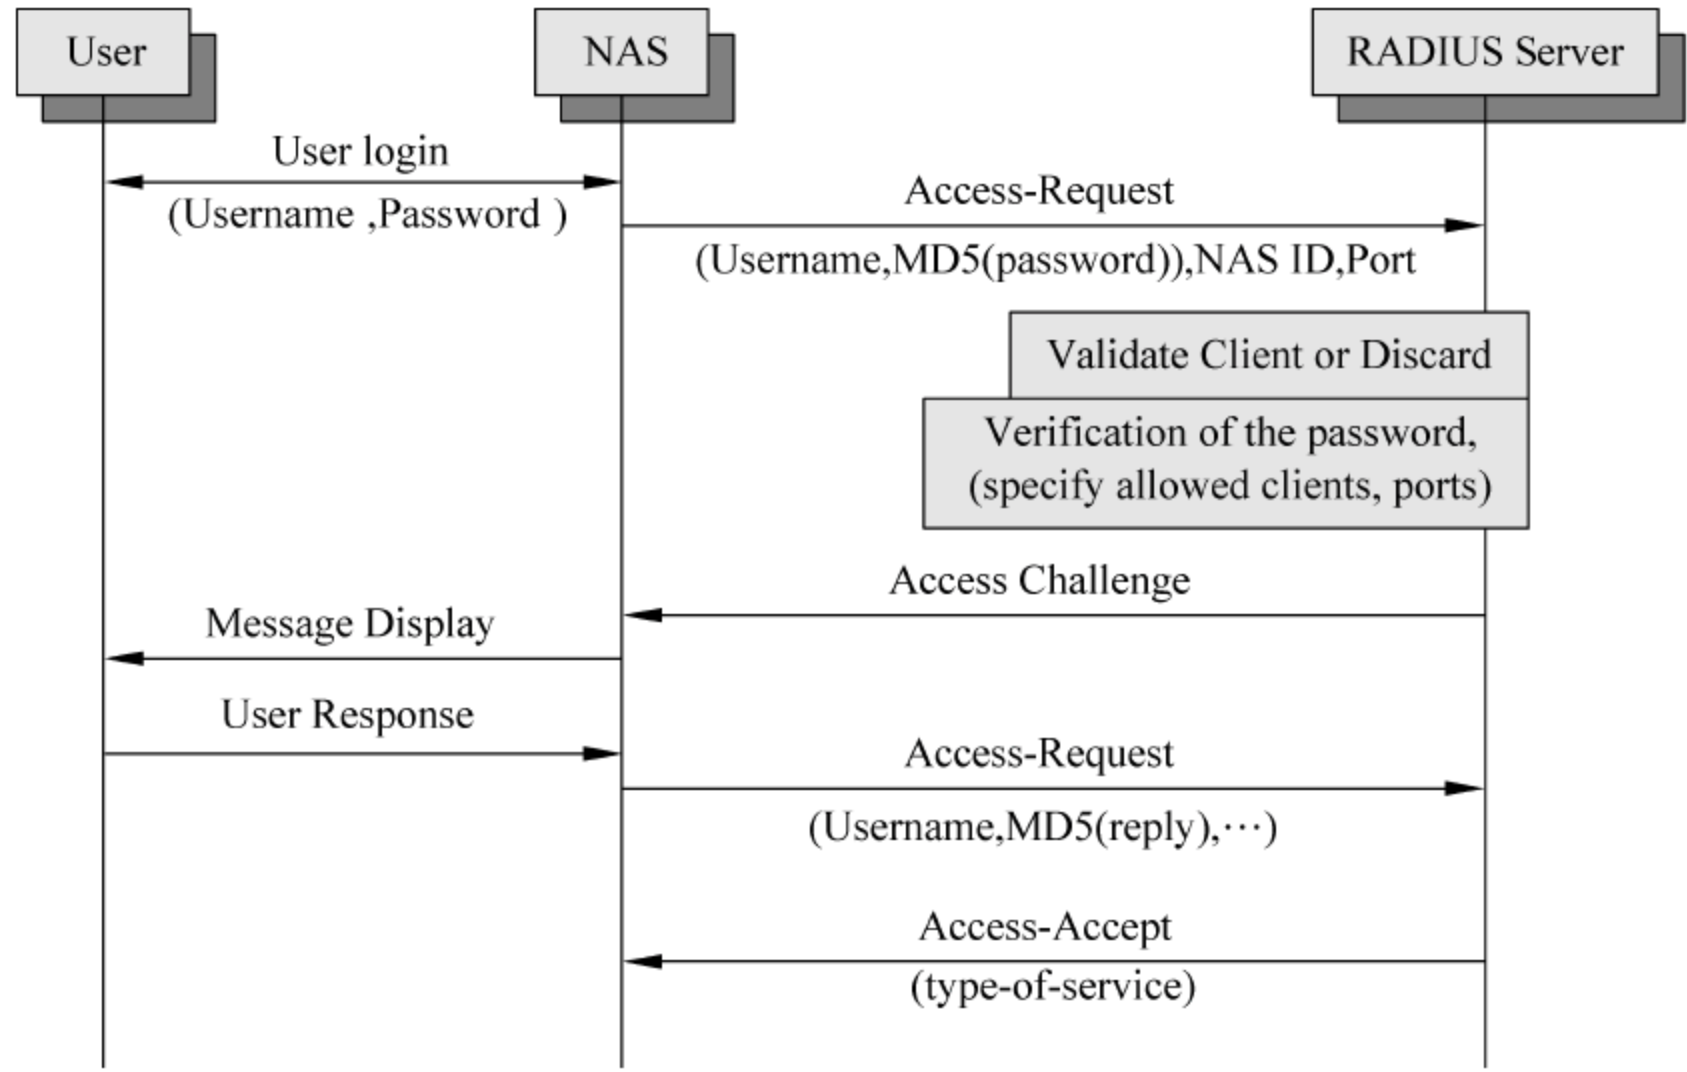 User
NAS
RADIUS Server
User login
(Username ,Password )
Access-Request
(Username,MD5(password)),NAS ID,Port
Validate Client or Discard
Verification of the password,
(specify allowed clients, ports)
Access Challenge
Message Display
User Response
Access-Request
(Username,MD5(reply),···)
Access-Accept
(type-of-service)